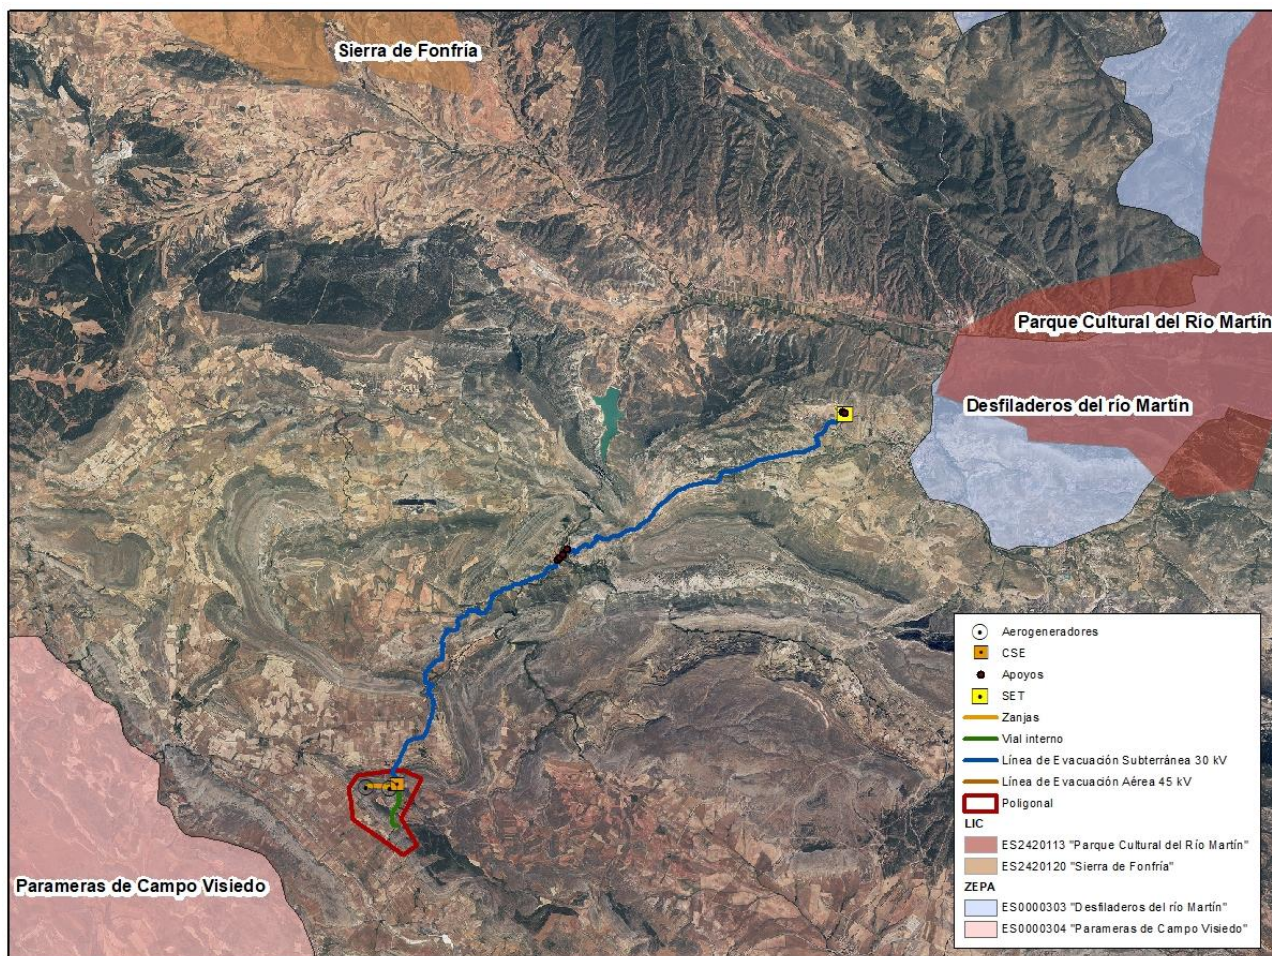 Sierra de Fonfría
Parque Cultural del Río Martín
Desfiladeros del río Martín
Parameras de Campo Visiedo
Aerogeneradores
CSE
Apoyos
SET
Zanjas
Vial interno
Línea de Evacuación Subterránea 30 kV
Línea de Evacuación Aérea 45 kV
Poligonal
LIC
ES2420113 "Parque Cultural del Río Martín"
ES2420120 "Sierra de Fonfría"
ZEPA
ES0000303 "Desfiladeros del río Martín"
ES0000304 "Parameras de Campo Visiedo"